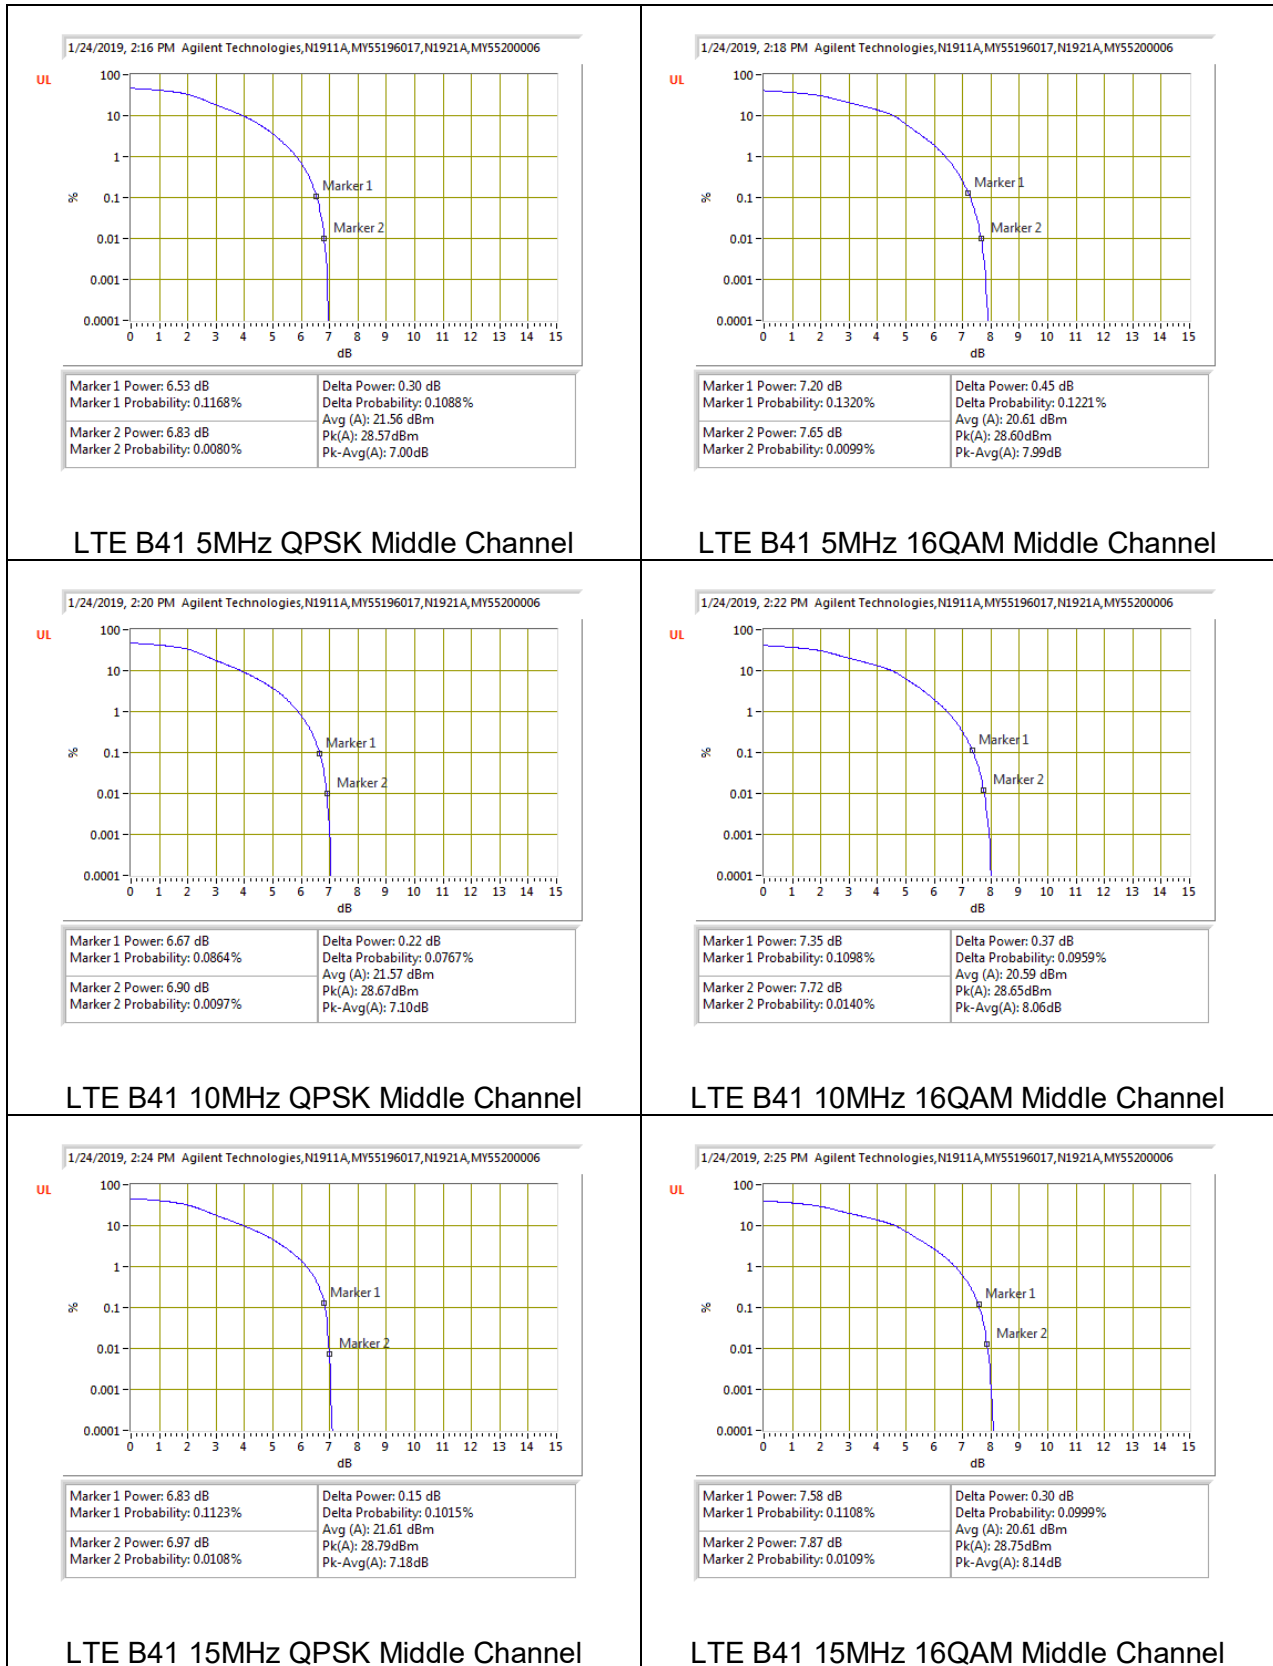 1/24/2019, 2:16 PM Agilent Technologies,N1911A,MY55196017,N1921A,MY55200006
UL
100
10
1
%
0.1
0.01
0.001
0.0001
Marker 1
Marker 2
0 1 2 3 4 5 6 7 8 9 10 11 12 13 14 15
dB
Marker 1 Power: 6.53 dB
Marker 1 Probability: 0.1168%
Marker 2 Power: 6.83 dB
Marker 2 Probability: 0.0080%
Delta Power: 0.30 dB
Delta Probability: 0.1088%
Avg (A): 21.56 dBm
Pk(A): 28.57dBm
Pk-Avg(A): 7.00dB
LTE B41 5MHz QPSK Middle Channel
1/24/2019, 2:18 PM Agilent Technologies,N1911A,MY55196017,N1921A,MY55200006
UL
100
10
1
%
0.1
0.01
0.001
0.0001
Marker 1
Marker 2
0 1 2 3 4 5 6 7 8 9 10 11 12 13 14 15
dB
Marker 1 Power: 7.20 dB
Marker 1 Probability: 0.1320%
Marker 2 Power: 7.65 dB
Marker 2 Probability: 0.0099%
Delta Power: 0.45 dB
Delta Probability: 0.1221%
Avg (A): 20.61 dBm
Pk(A): 28.60dBm
Pk-Avg(A): 7.99dB
LTE B41 5MHz 16QAM Middle Channel
1/24/2019, 2:20 PM Agilent Technologies,N1911A,MY55196017,N1921A,MY55200006
UL
100
10
1
%
0.1
0.01
0.001
0.0001
Marker 1
Marker 2
0 1 2 3 4 5 6 7 8 9 10 11 12 13 14 15
dB
Marker 1 Power: 6.67 dB
Marker 1 Probability: 0.0864%
Marker 2 Power: 6.90 dB
Marker 2 Probability: 0.0097%
Delta Power: 0.22 dB
Delta Probability: 0.0767%
Avg (A): 21.57 dBm
Pk(A): 28.67dBm
Pk-Avg(A): 7.10dB
LTE B41 10MHz QPSK Middle Channel
1/24/2019, 2:22 PM Agilent Technologies,N1911A,MY55196017,N1921A,MY55200006
UL
100
10
1
%
0.1
0.01
0.001
0.0001
Marker 1
Marker 2
0 1 2 3 4 5 6 7 8 9 10 11 12 13 14 15
dB
Marker 1 Power: 7.35 dB
Marker 1 Probability: 0.1098%
Marker 2 Power: 7.72 dB
Marker 2 Probability: 0.0140%
Delta Power: 0.37 dB
Delta Probability: 0.0959%
Avg (A): 20.59 dBm
Pk(A): 28.65dBm
Pk-Avg(A): 8.06dB
LTE B41 10MHz 16QAM Middle Channel
1/24/2019, 2:24 PM Agilent Technologies,N1911A,MY55196017,N1921A,MY55200006
UL
100
10
1
%
0.1
0.01
0.001
0.0001
Marker 1
Marker 2
0 1 2 3 4 5 6 7 8 9 10 11 12 13 14 15
dB
Marker 1 Power: 6.83 dB
Marker 1 Probability: 0.1123%
Marker 2 Power: 6.97 dB
Marker 2 Probability: 0.0108%
Delta Power: 0.15 dB
Delta Probability: 0.1015%
Avg (A): 21.61 dBm
Pk(A): 28.79dBm
Pk-Avg(A): 7.18dB
LTE B41 15MHz QPSK Middle Channel
1/24/2019, 2:25 PM Agilent Technologies,N1911A,MY55196017,N1921A,MY55200006
UL
100
10
1
%
0.1
0.01
0.001
0.0001
Marker 1
Marker 2
0 1 2 3 4 5 6 7 8 9 10 11 12 13 14 15
dB
Marker 1 Power: 7.58 dB
Marker 1 Probability: 0.1108%
Marker 2 Power: 7.87 dB
Marker 2 Probability: 0.0109%
Delta Power: 0.30 dB
Delta Probability: 0.0999%
Avg (A): 20.61 dBm
Pk(A): 28.75dBm
Pk-Avg(A): 8.14dB
LTE B41 15MHz 16QAM Middle Channel